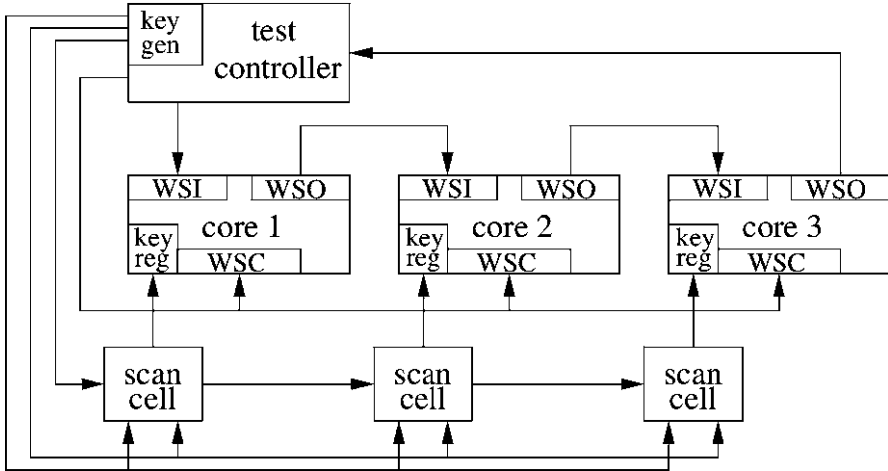 key
gen
test
controller
WSI
WSO
core 1
key
reg
WSC
WSI
WSO
core 2
key
reg
WSC
WSI
WSO
core 3
key
reg
WSC
scan
cell
scan
cell
scan
cell